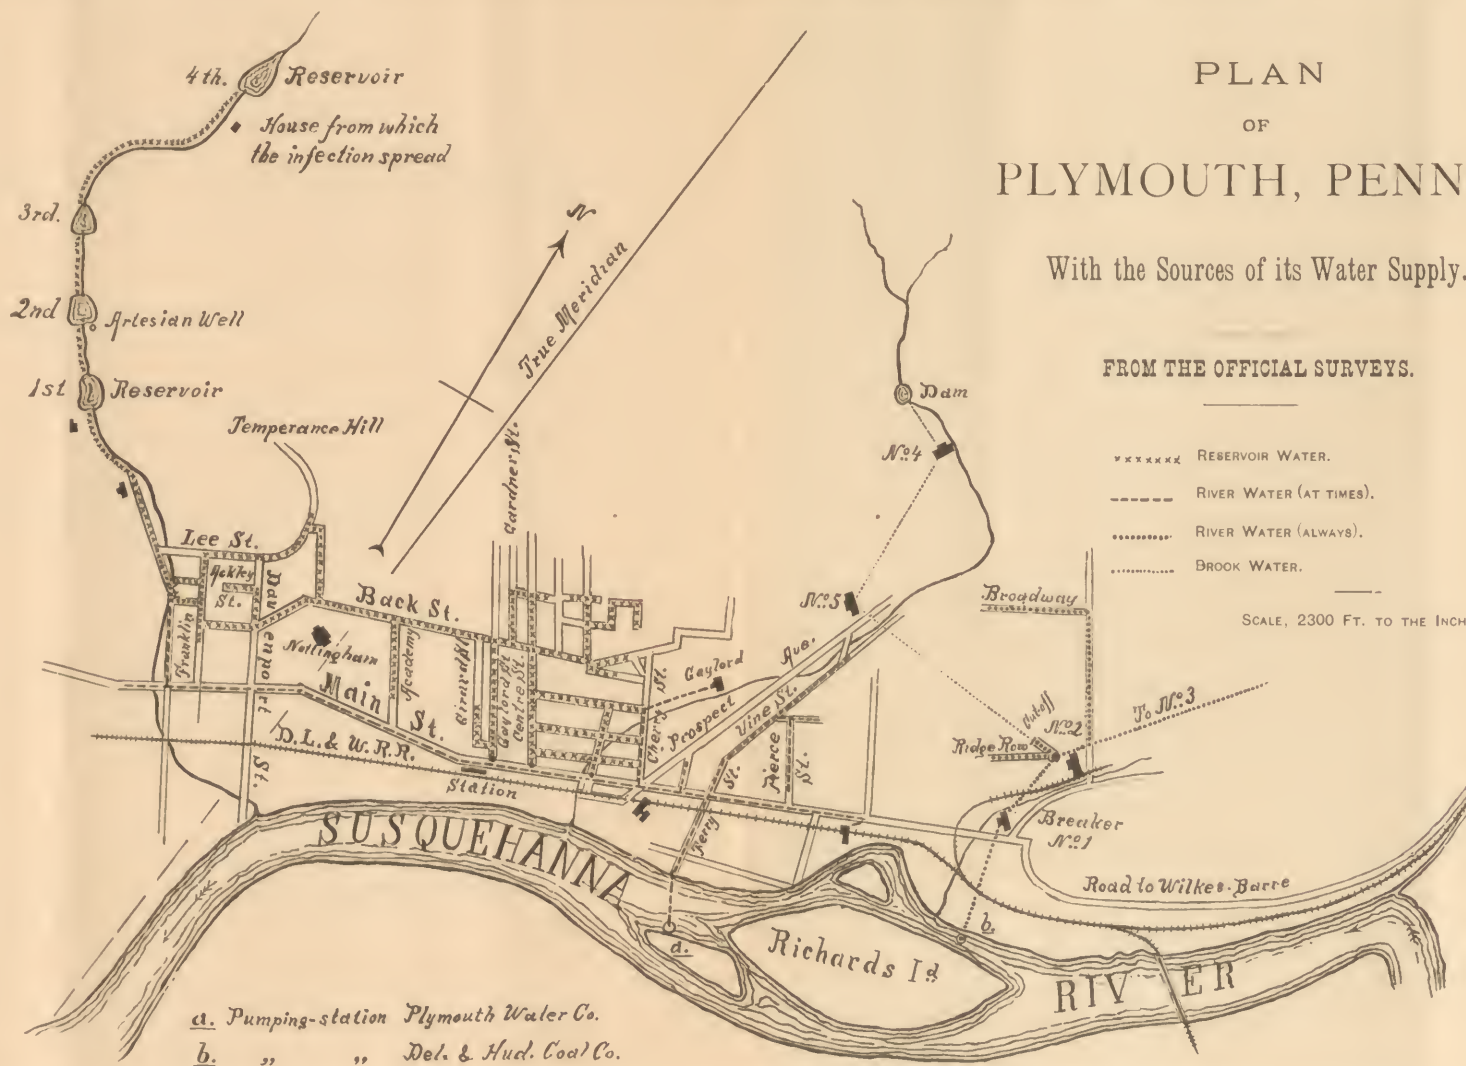 PLAN
OF
PLYMOUTH, PENN
With the Sources of its Water Supply.
FROM THE OFFICIAL SURVEYS.
RESERVOIR WATER.
RIVER WATER (AT TIMES).
RIVER WATER (ALWAYS).
BROOK WATER.
SCALE, 2300 FT. TO THE INCH
4th. Reservoir
House from which
the infection spread
3rd.
2nd
Artesian Well
1st Reservoir
Temperance Hill
N
True Meridian
Gardner St.
Dam
No. 4
No. 5
Lee St.
Ackley
St.
Davenport St.
Franklin
Back St.
Nottingham
Academy
Main St.
Girard St.
Gaylord St
Centre St.
Cherry St.
Gaylord
Prospect Ave.
Vine St.
Pierce St.
Ferry St.
Broadway
Cutoff
No. 2
To No. 3
Ridge Row
Breaker
No. 1
D.L. & W. R.R.
Station
Road to Wilkes-Barre
SUSQUEHANNA
RIVER
Richards Id
a.
b.
a. Pumping-station Plymouth Water Co.
b. " " Del. & Hud. Coal Co.